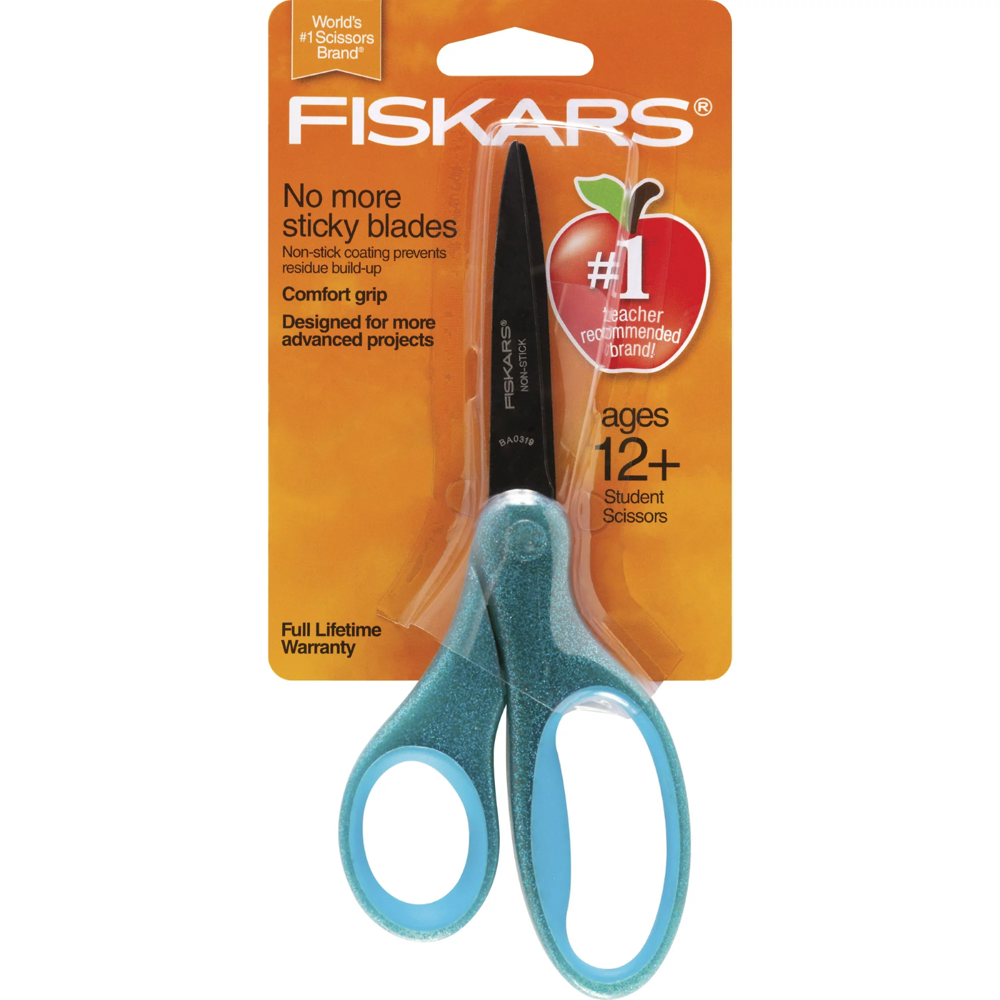 World's
#1 Scissors
Brand®
FISKARS®
No more
sticky blades
Non-stick coating prevents
residue build-up
Comfort grip
Designed for more
advanced projects
#1
teacher
recommended
brand!
FISKARS®
NON-STICK
BA0319
ages
12+
Student
Scissors
Full Lifetime
Warranty